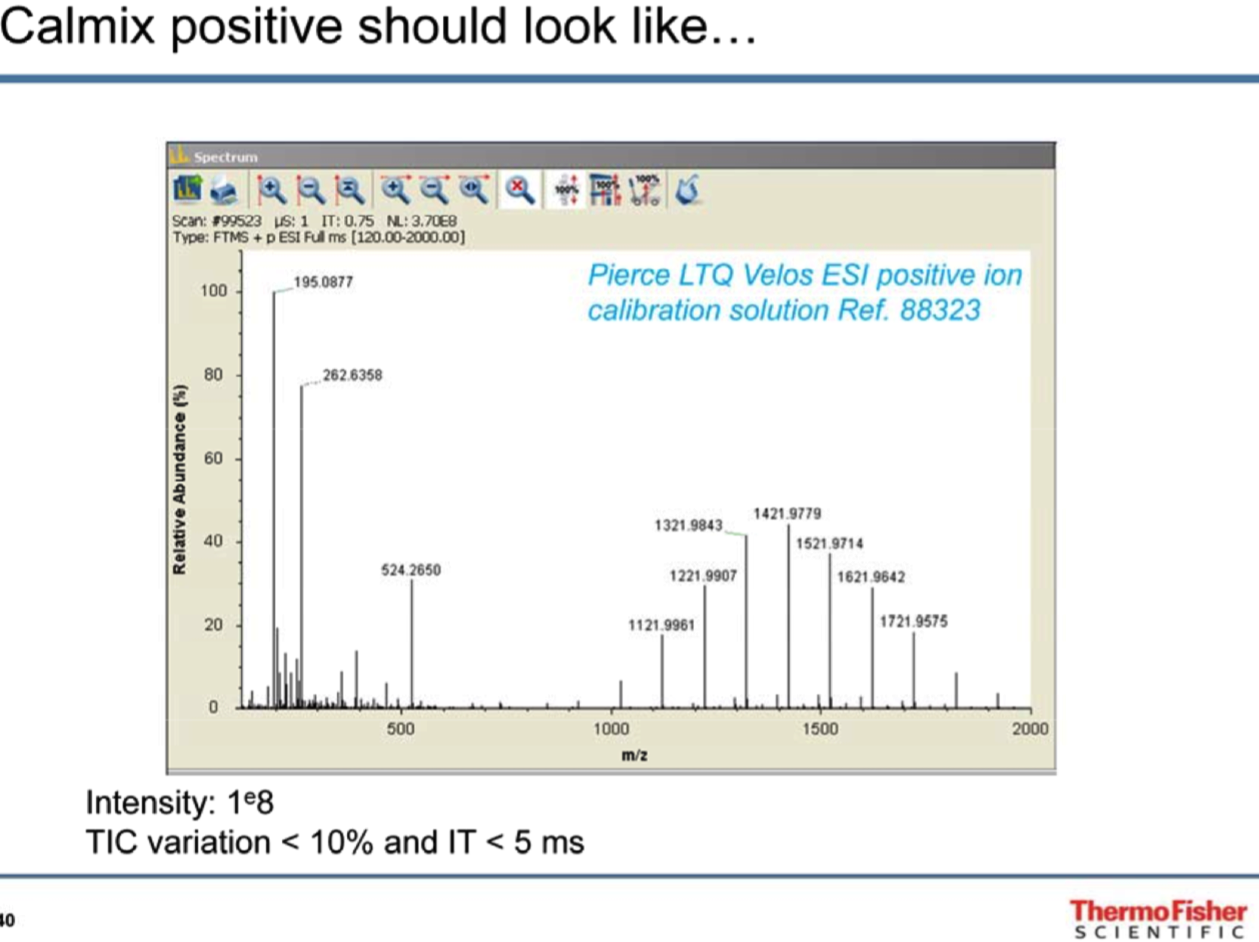 Calmix positive should look like…
Spectrum
100%
100%
100%
Scan: #99523 µS: 1 IT: 0.75 NL: 3.70E8
Type: FTMS + p ESI Full ms [120.00-2000.00]
Pierce LTQ Velos ESI positive ion
calibration solution Ref. 88323
Relative Abundance (%)
100
80
60
40
20
0
195.0877
262.6358
524.2650
1121.9961
1221.9907
1321.9843
1421.9779
1521.9714
1621.9642
1721.9575
500
1000
1500
2000
m/z
Intensity: 1e8
TIC variation < 10% and IT < 5 ms
40
ThermoFisher
SCIENTIFIC